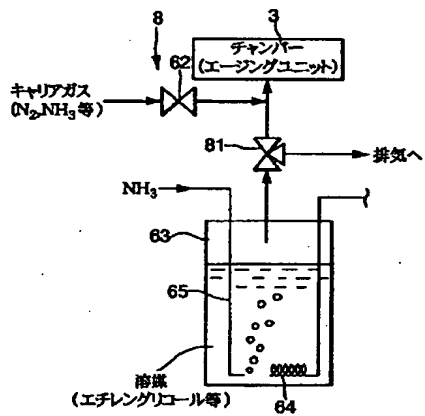 8
3
チャンバー
(エージングユニット)
62
キャリアガス
(N₂,NH₃等)
81
排気へ
NH₃
63
65
溶媒
(エチレングリコール等)
64